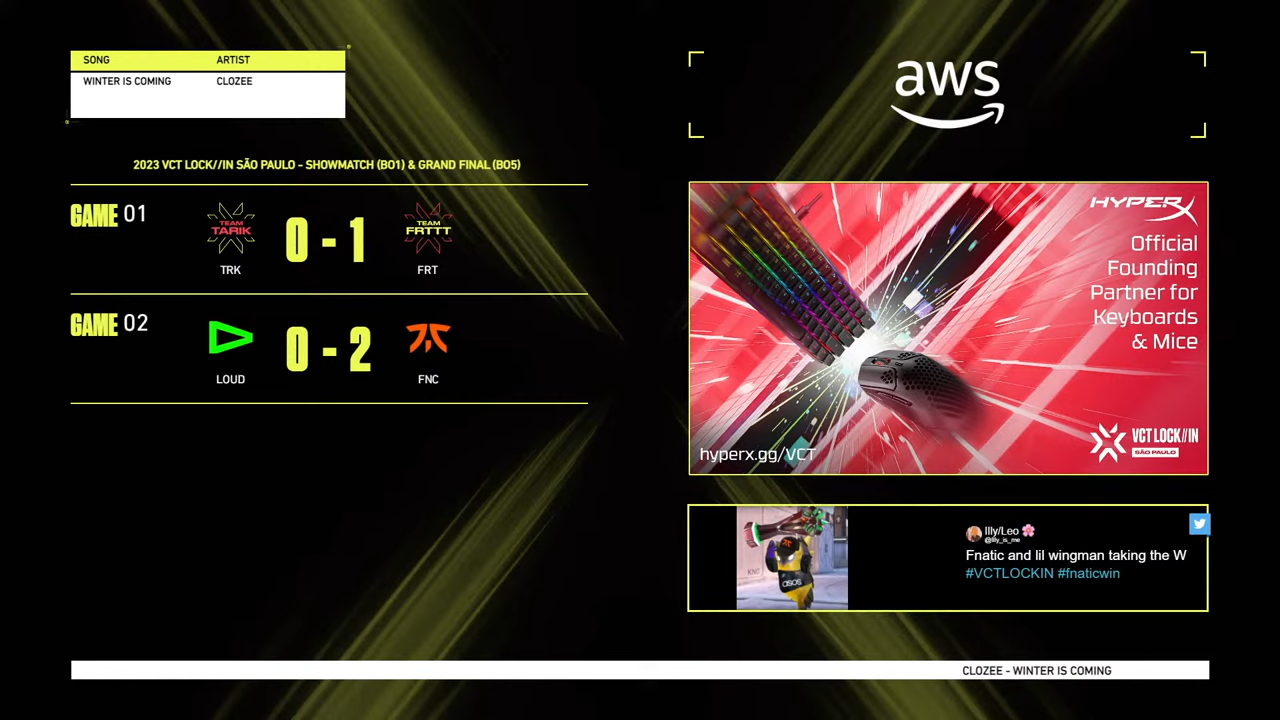 SONG ARTIST
WINTER IS COMING CLOZEE
aws
2023 VCT LOCK//IN SÃO PAULO - SHOWMATCH (BO1) & GRAND FINAL (BO5)
GAME 01
TEAM TARIK
0 - 1
TEAM FRTTT
TRK
FRT
GAME 02
0 - 2
LOUD
FNC
HYPERX
Official
Founding
Partner for
Keyboards
& Mice
hyperx.gg/VCT
VCT LOCK//IN
SÃO PAULO
asos
Illy/Leo 🌸
@illy_is_me
Fnatic and lil wingman taking the W
#VCTLOCKIN #fnaticwin
CLOZEE - WINTER IS COMING